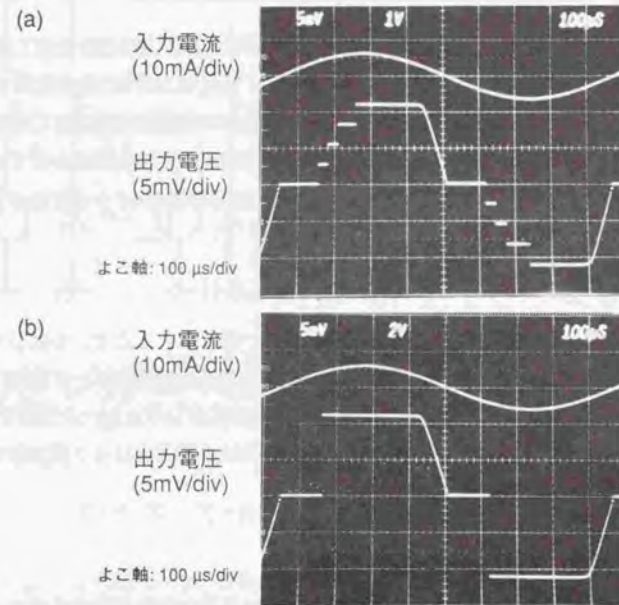 (a)
入力電流
(10mA/div)
出力電圧
(5mV/div)
よこ軸: 100 μs/div
5mV 1V 100μS
(b)
入力電流
(10mA/div)
出力電圧
(5mV/div)
よこ軸: 100 μs/div
5mV 2V 100μS